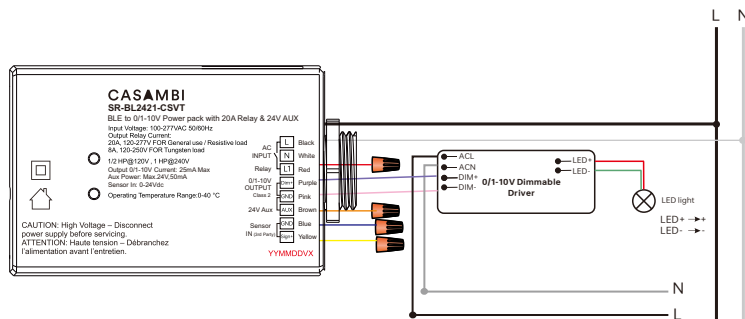 L N
CASAMBI
SR-BL2421-CSVT
BLE to 0/1-10V Power pack with 20A Relay & 24V AUX
Input Voltage: 100-277VAC 50/60Hz
Output Relay Current:
20A, 120-277V FOR General use / Resistive load
8A, 120-250V FOR Tungsten load
1/2 HP@120V , 1 HP@240V
Output 0/1-10V Current: 25mA Max
Aux Power: Max.24V,50mA
Sensor In: 0-24Vdc
Operating Temperature Range:0-40 °C
CAUTION: High Voltage – Disconnect
power supply before servicing.
ATTENTION: Haute tension – Débranchez
l'alimentation avant l'entretien.
AC
INPUT
L Black
N White
Relay L1 Red
0/1-10V
OUTPUT
Class 2
Dim+ Purple
GND Pink
24V Aux AUX Brown
Sensor
IN (3rd Party)
GND Blue
Sign+ Yellow
YYMMDDVX
ACL
ACN
DIM+
DIM-
LED+
LED-
0/1-10V Dimmable
Driver
LED light
LED+ +
LED- -
N
L